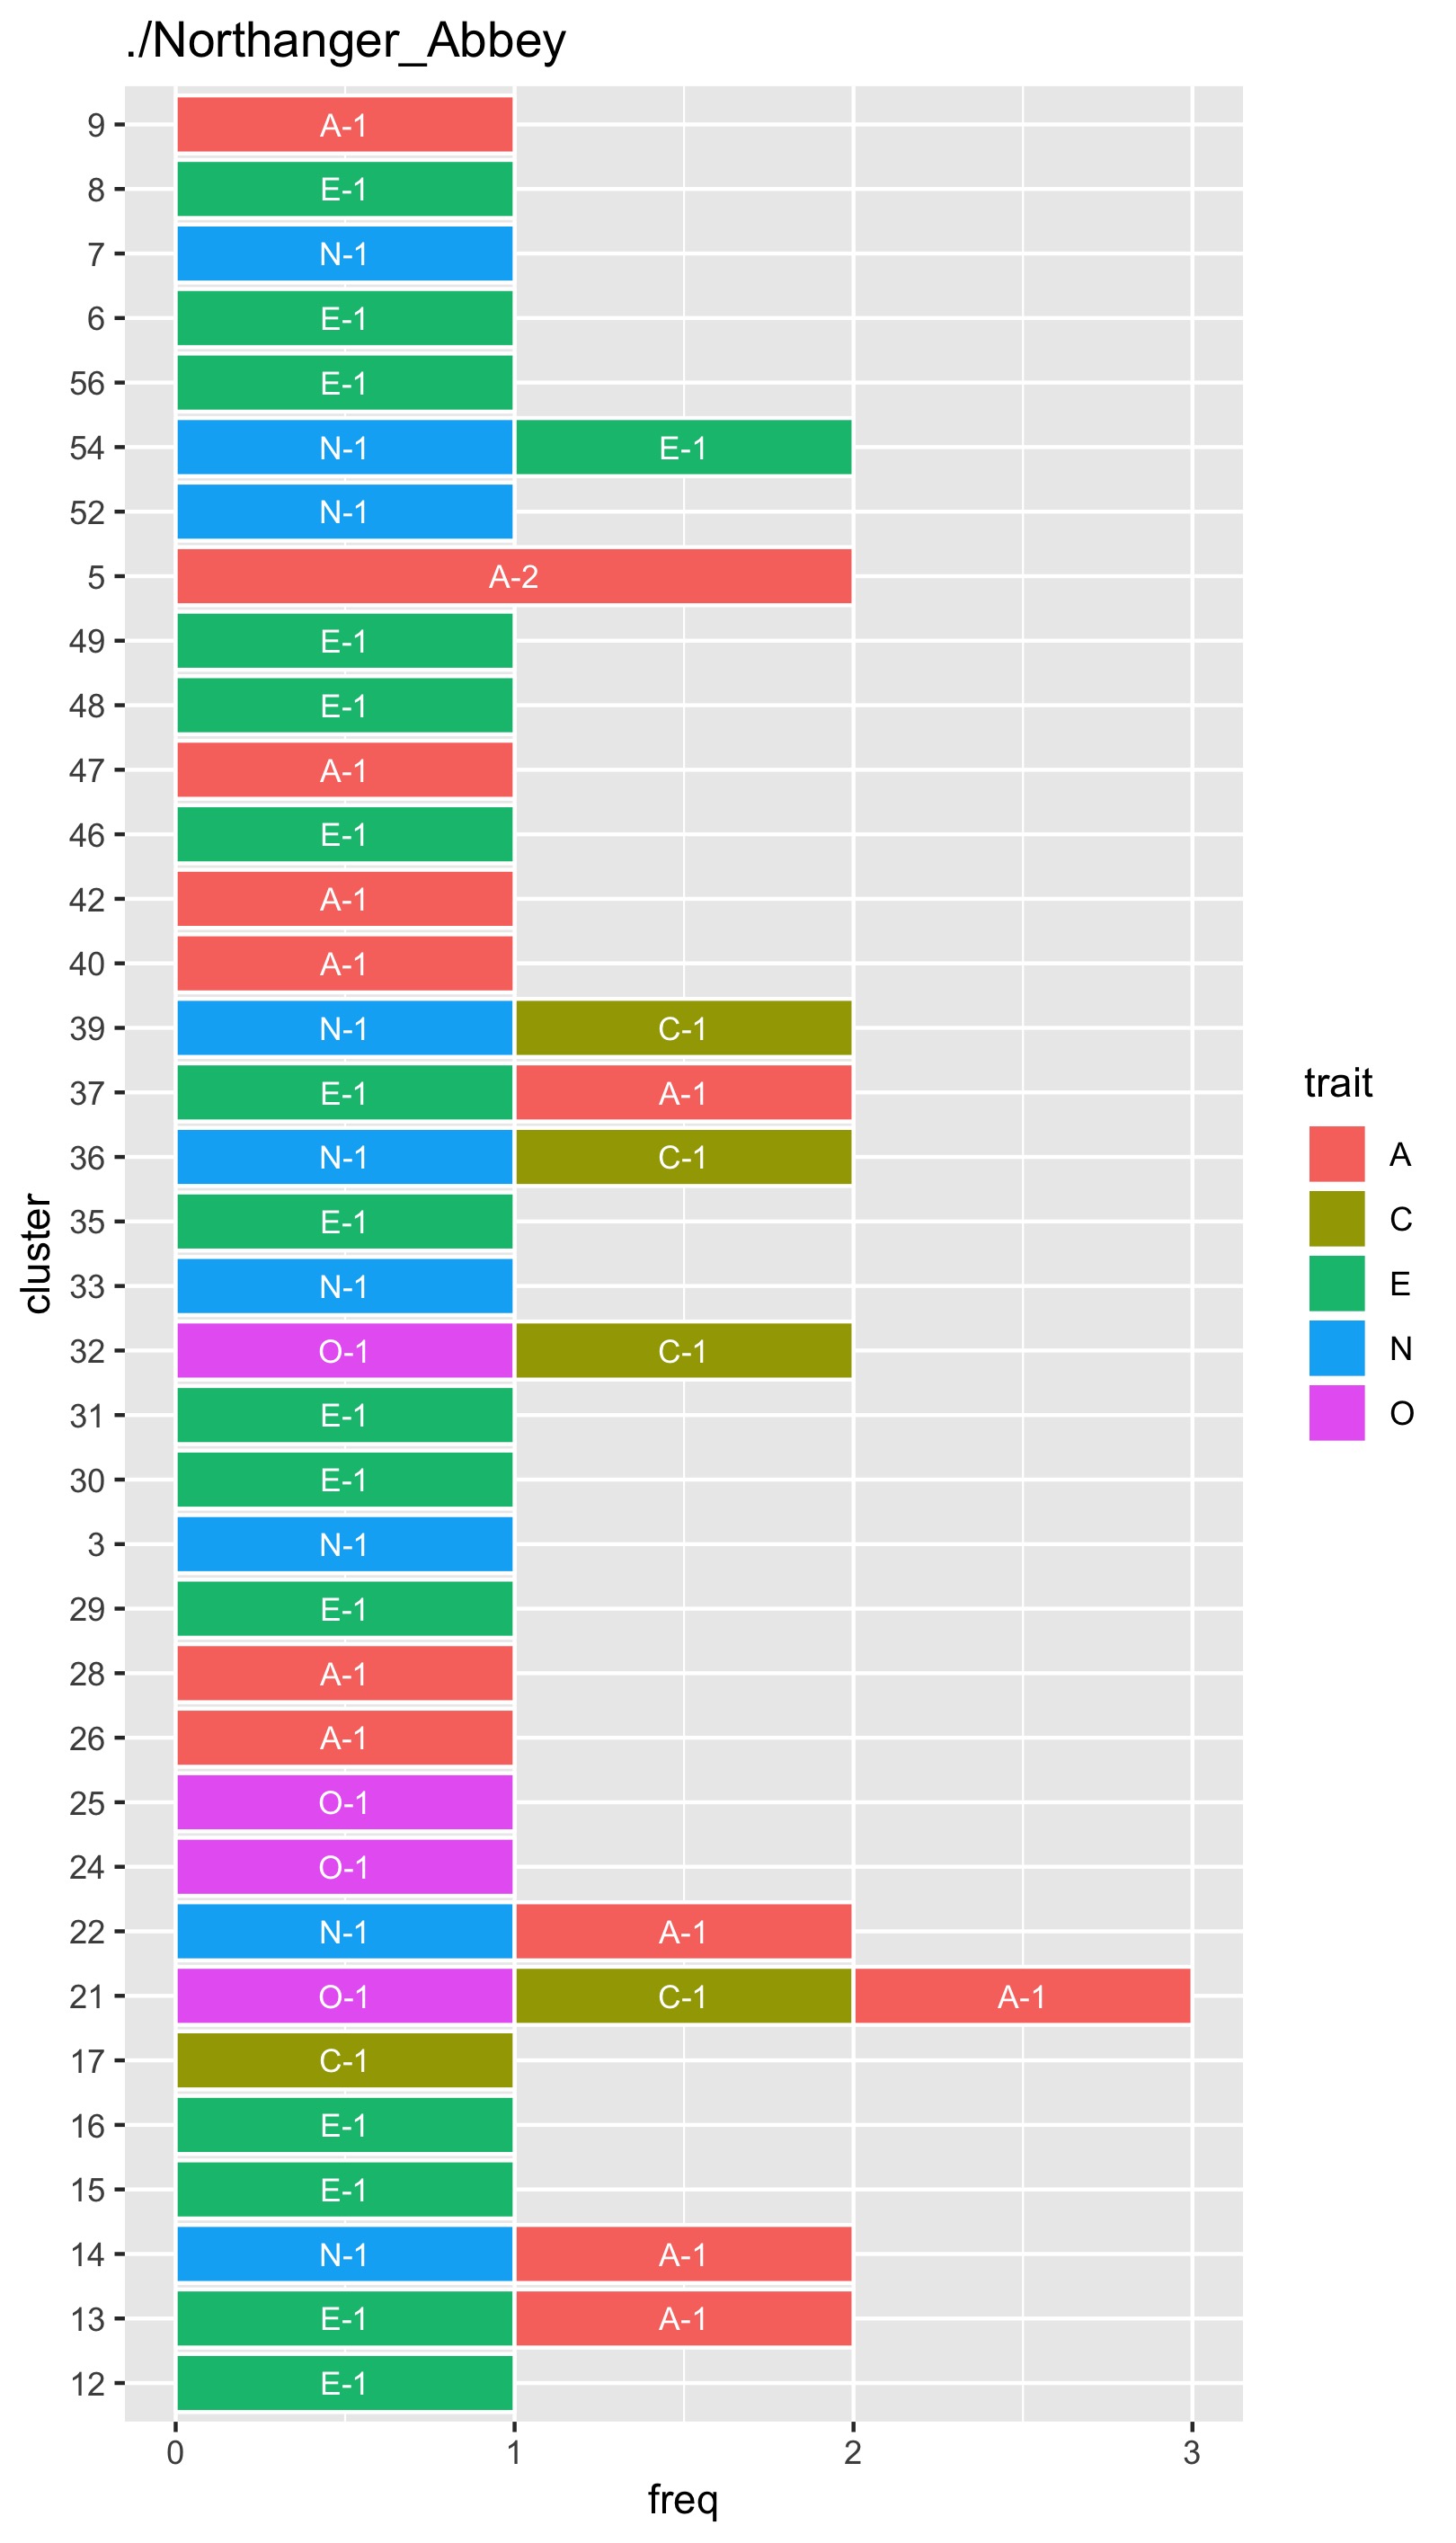 ./Northanger_Abbey
9 A-1
8 E-1
7 N-1
6 E-1
56 E-1
54 N-1 E-1
52 N-1
5 A-2
49 E-1
48 E-1
47 A-1
46 E-1
42 A-1
40 A-1
39 N-1 C-1
37 E-1 A-1
36 N-1 C-1
35 E-1
33 N-1
32 O-1 C-1
31 E-1
30 E-1
3 N-1
29 E-1
28 A-1
26 A-1
25 O-1
24 O-1
22 N-1 A-1
21 O-1 C-1 A-1
17 C-1
16 E-1
15 E-1
14 N-1 A-1
13 E-1 A-1
12 E-1
0 1 2 3
freq
cluster
trait
A
C
E
N
O